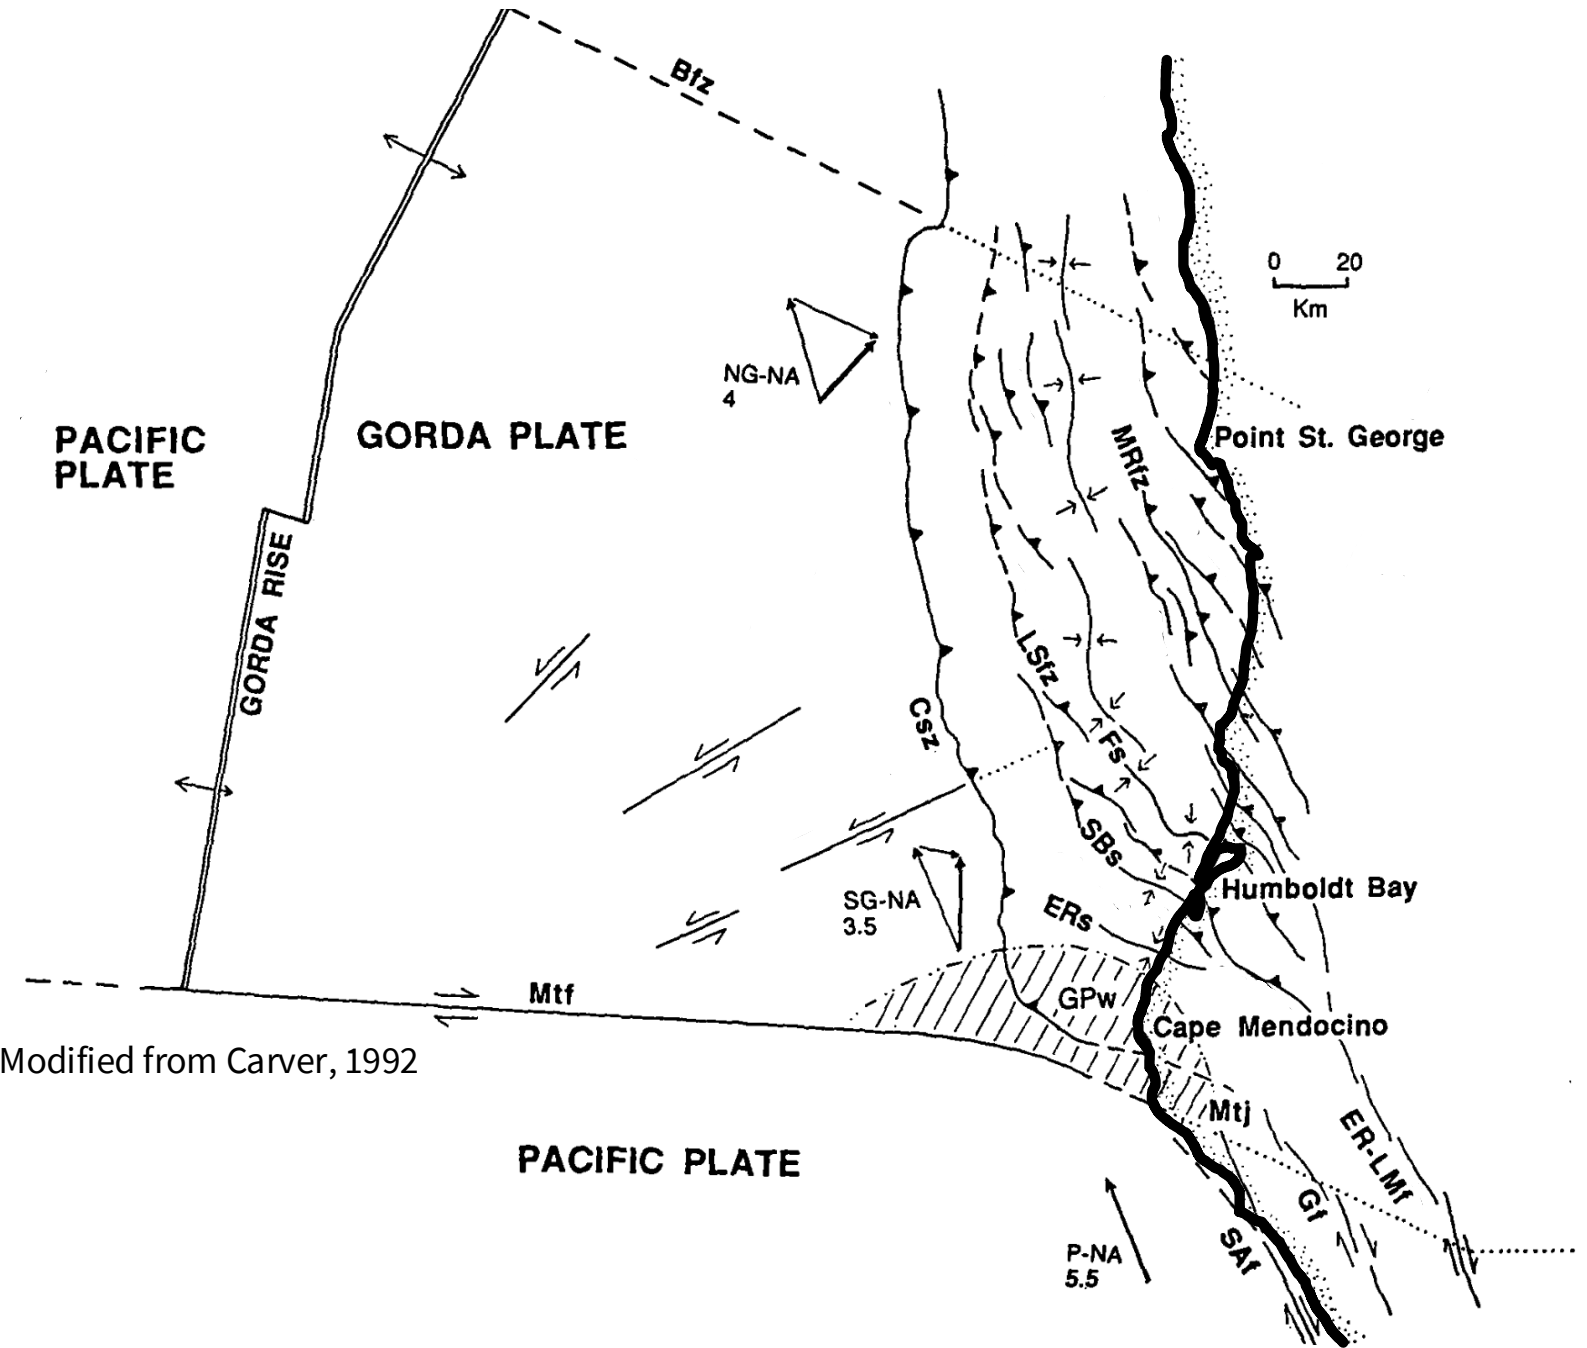 Bfz
0 20
Km
NG-NA
4
PACIFIC
PLATE
GORDA PLATE
Point St. George
MRfz
GORDA RISE
LSfz
Csz
Fs
SBs
SG-NA
3.5
Humboldt Bay
ERs
Mtf
GPw
Cape Mendocino
Modified from Carver, 1992
Mtj
ER-LMf
PACIFIC PLATE
Gf
SAf
P-NA
5.5